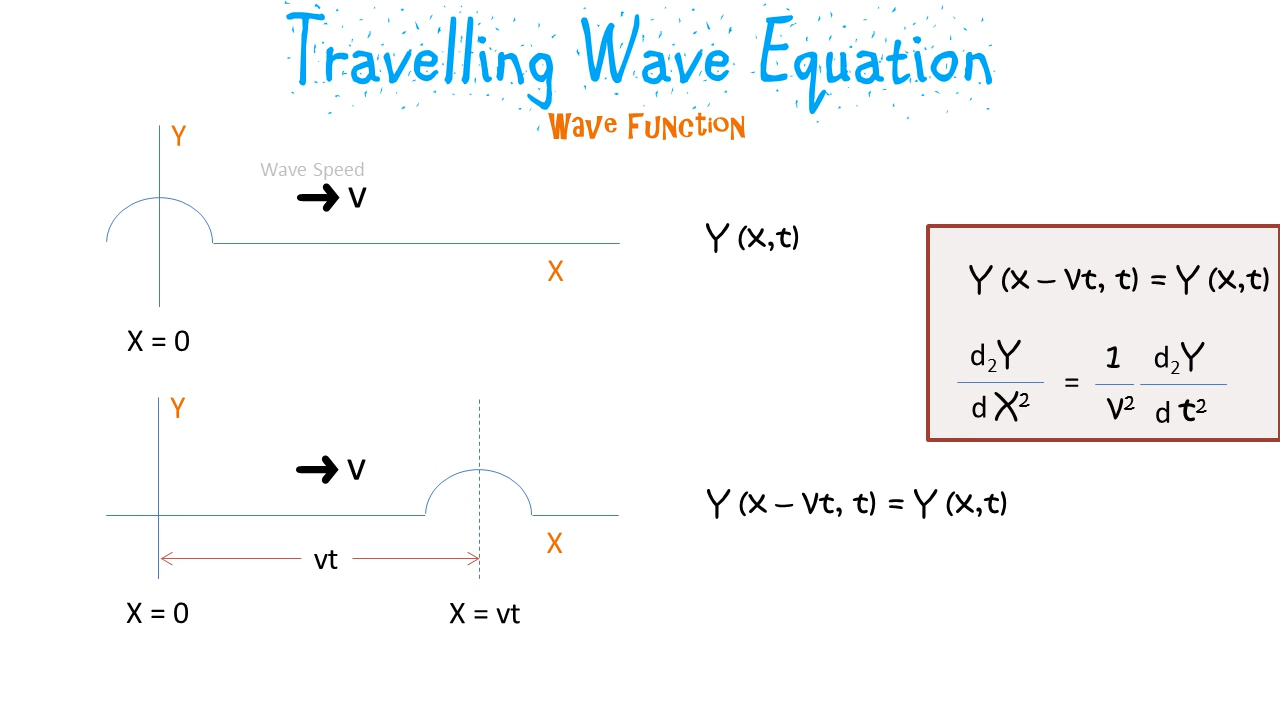 Travelling Wave Equation
Wave Function
Y
Wave Speed
→ v
X
X = 0
Y (x,t)
Y (x – vt, t) = Y (x,t)
d₂Y / d X² = 1 / v² d₂Y / d t²
Y
→ v
X
vt
X = 0
X = vt
Y (x – vt, t) = Y (x,t)